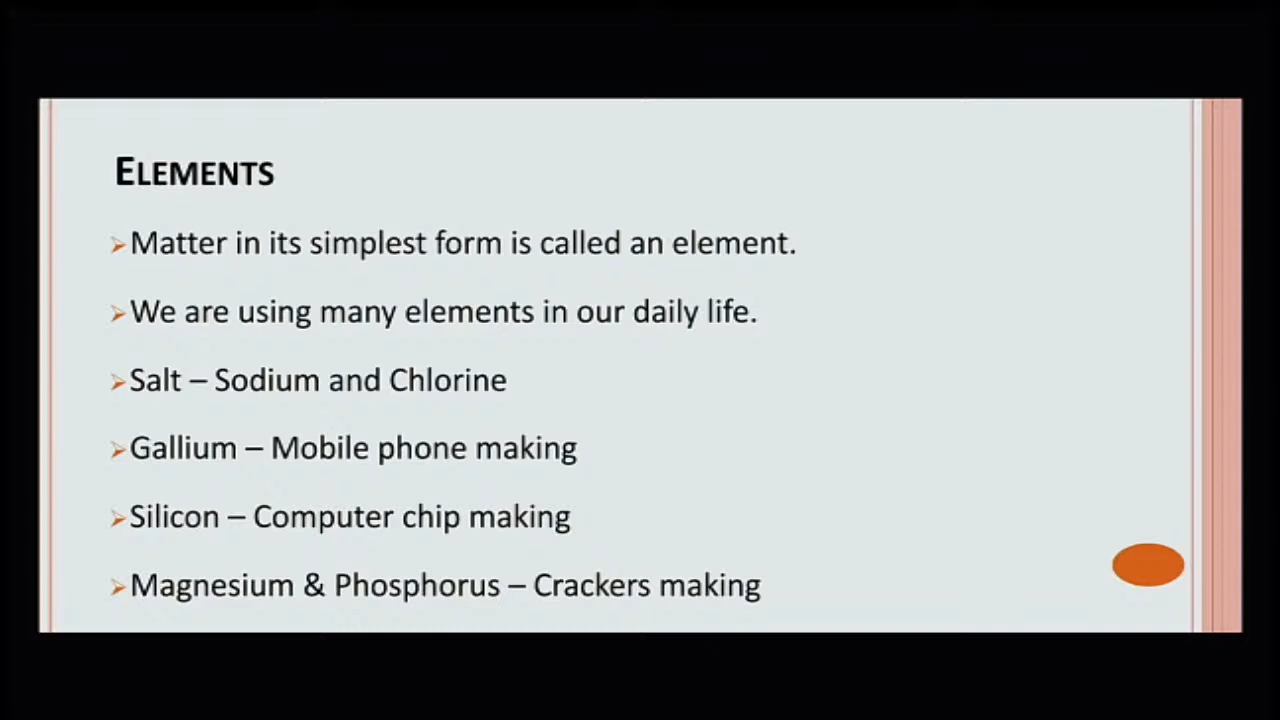 ELEMENTS
➢Matter in its simplest form is called an element.
➢We are using many elements in our daily life.
➢Salt – Sodium and Chlorine
➢Gallium – Mobile phone making
➢Silicon – Computer chip making
➢Magnesium & Phosphorus – Crackers making